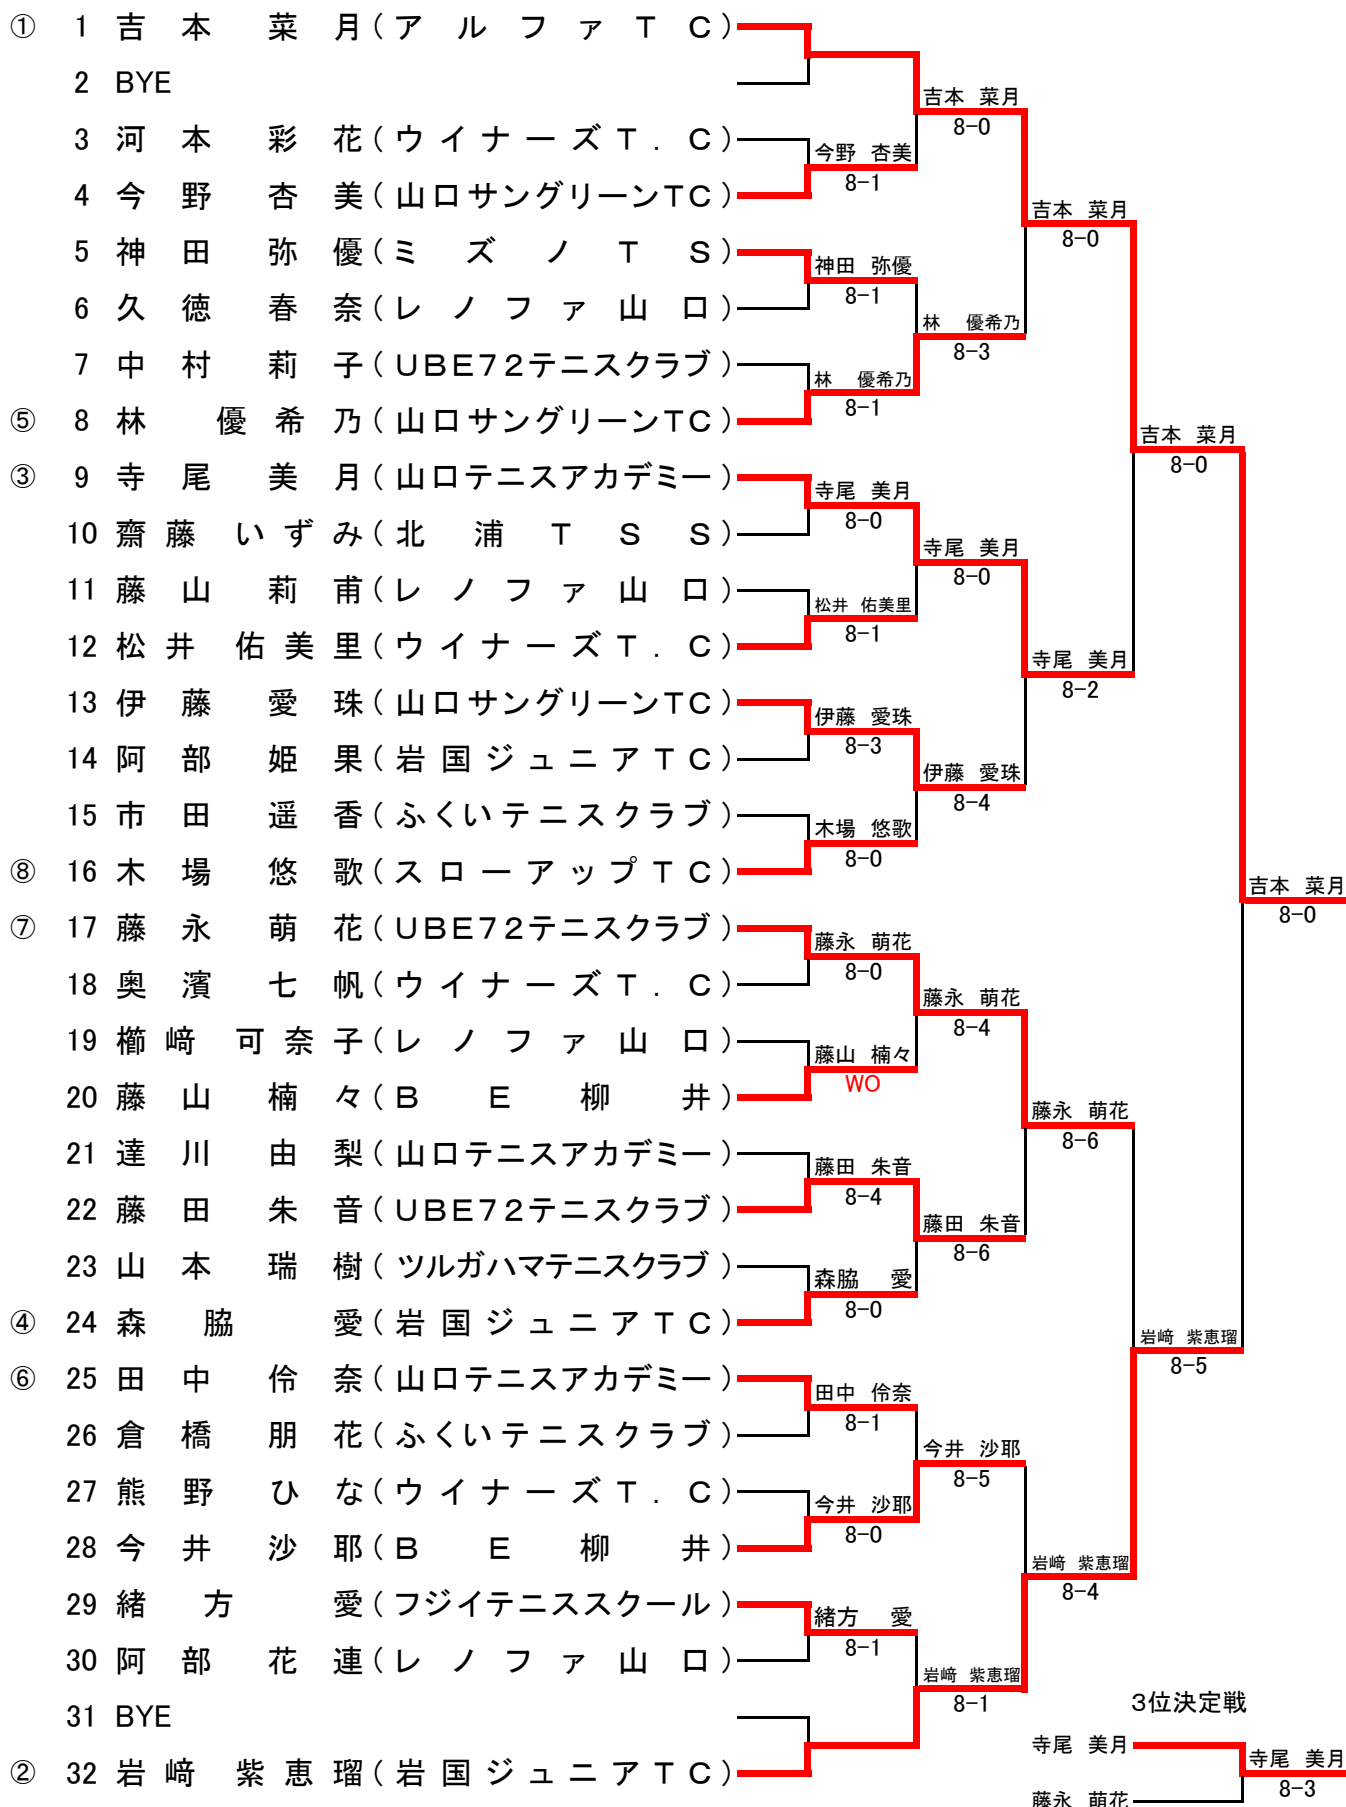 ① 1 吉本 菜月(アルファTC)
2 BYE
吉本 菜月
8-0
3 河本 彩花(ウイナーズT.C)
今野 杏美
8-1
4 今野 杏美(山口サングリーンTC)
吉本 菜月
8-0
5 神田 弥優(ミズノTS)
神田 弥優
8-1
6 久徳 春奈(レノファ山口)
林 優希乃
8-3
7 中村 莉子(UBE72テニスクラブ)
林 優希乃
8-1
⑤ 8 林 優希乃(山口サングリーンTC)
吉本 菜月
8-0
③ 9 寺尾 美月(山口テニスアカデミー)
寺尾 美月
8-0
10 齋藤 いずみ(北浦TSS)
寺尾 美月
8-0
11 藤山 莉甫(レノファ山口)
松井 佑美里
8-1
12 松井 佑美里(ウイナーズT.C)
寺尾 美月
8-2
13 伊藤 愛珠(山口サングリーンTC)
伊藤 愛珠
8-3
14 阿部 姫果(岩国ジュニアTC)
伊藤 愛珠
8-4
15 市田 遥香(ふくいテニスクラブ)
木場 悠歌
8-0
⑧ 16 木場 悠歌(スローアップTC)
吉本 菜月
8-0
⑦ 17 藤永 萌花(UBE72テニスクラブ)
藤永 萌花
8-0
18 奥濱 七帆(ウイナーズT.C)
藤永 萌花
8-4
19 櫛﨑 可奈子(レノファ山口)
藤山 楠々
WO
20 藤山 楠々(BE柳井)
藤永 萌花
8-6
21 達川 由梨(山口テニスアカデミー)
藤田 朱音
8-4
22 藤田 朱音(UBE72テニスクラブ)
藤田 朱音
8-6
23 山本 瑞樹(ツルガハマテニスクラブ)
森脇 愛
8-0
④ 24 森脇 愛(岩国ジュニアTC)
岩﨑 紫恵瑠
8-5
⑥ 25 田中 伶奈(山口テニスアカデミー)
田中 伶奈
8-1
26 倉橋 朋花(ふくいテニスクラブ)
今井 沙耶
8-5
27 熊野 ひな(ウイナーズT.C)
今井 沙耶
8-0
28 今井 沙耶(BE柳井)
岩﨑 紫恵瑠
8-4
29 緒方 愛(フジイテニススクール)
緒方 愛
8-1
30 阿部 花連(レノファ山口)
岩﨑 紫恵瑠
8-1
31 BYE
② 32 岩﨑 紫恵瑠(岩国ジュニアTC)
3位決定戦
寺尾 美月
寺尾 美月
8-3
藤永 萌花